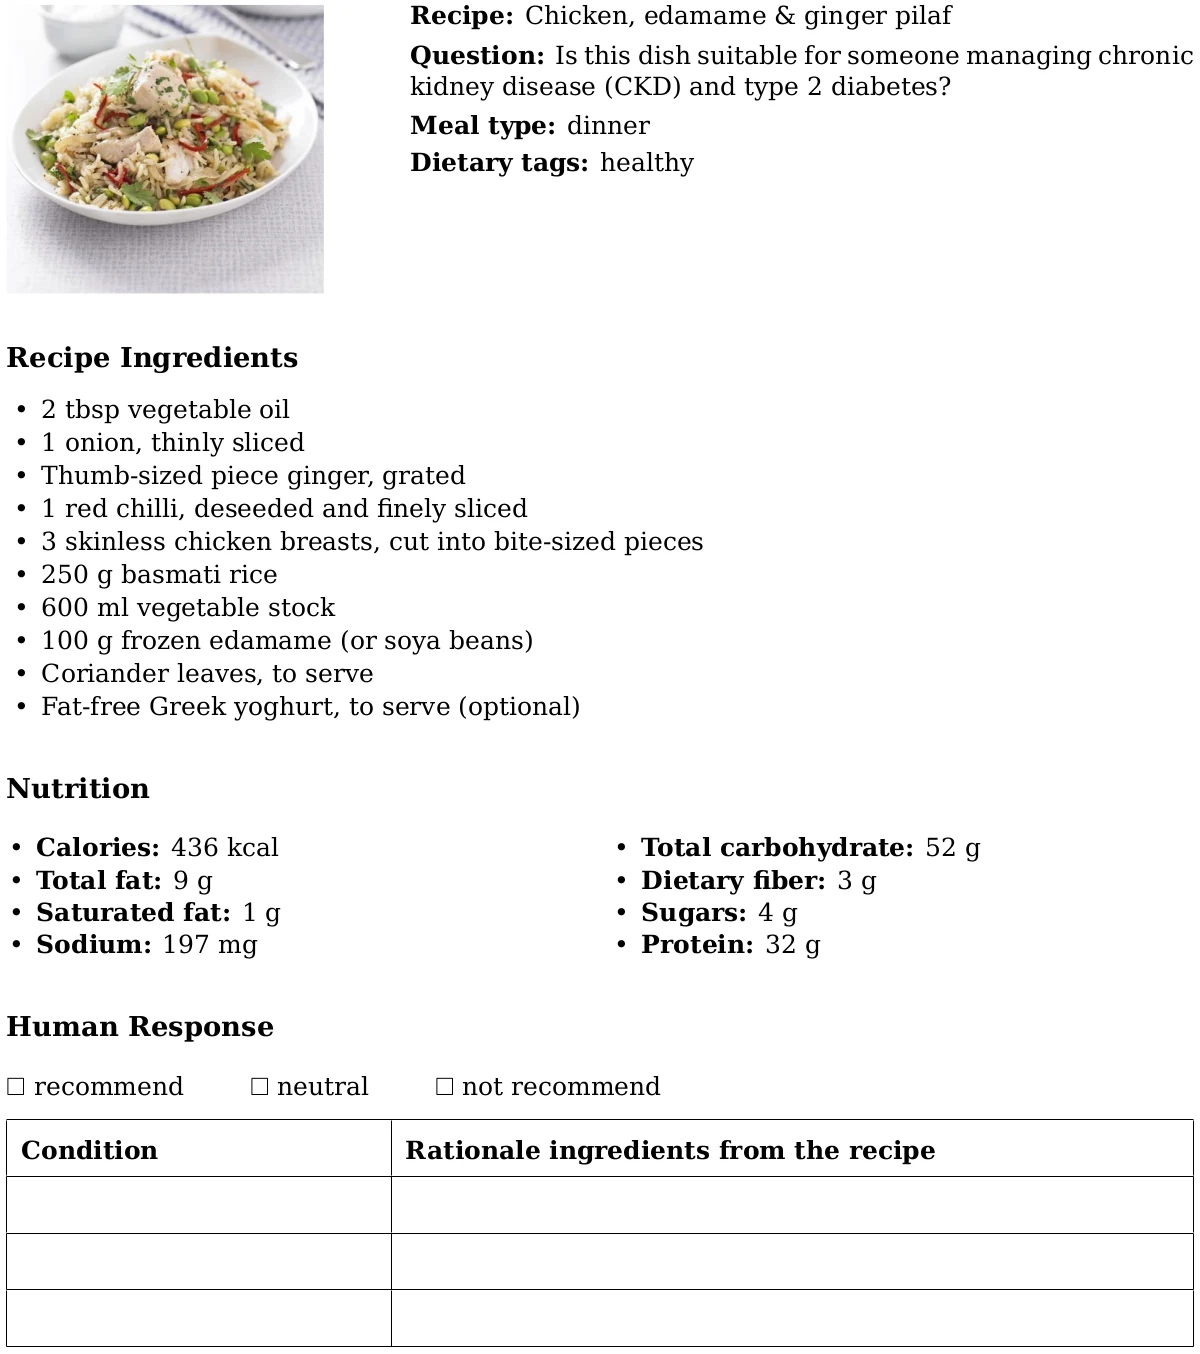 Recipe: Chicken, edamame & ginger pilaf
Question: Is this dish suitable for someone managing chronic
kidney disease (CKD) and type 2 diabetes?
Meal type: dinner
Dietary tags: healthy
Recipe Ingredients
• 2 tbsp vegetable oil
• 1 onion, thinly sliced
• Thumb-sized piece ginger, grated
• 1 red chilli, deseeded and finely sliced
• 3 skinless chicken breasts, cut into bite-sized pieces
• 250 g basmati rice
• 600 ml vegetable stock
• 100 g frozen edamame (or soya beans)
• Coriander leaves, to serve
• Fat-free Greek yoghurt, to serve (optional)
Nutrition
• Calories: 436 kcal
• Total fat: 9 g
• Saturated fat: 1 g
• Sodium: 197 mg
• Total carbohydrate: 52 g
• Dietary fiber: 3 g
• Sugars: 4 g
• Protein: 32 g
Human Response
☐ recommend ☐ neutral ☐ not recommend
Condition Rationale ingredients from the recipe